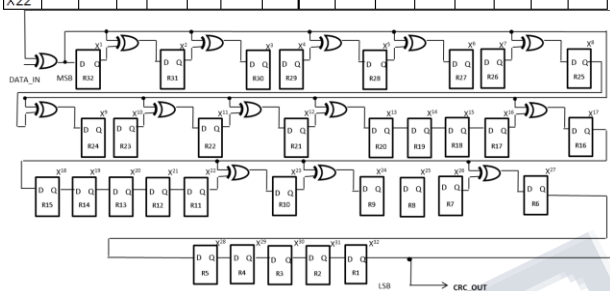 X22
X¹ X² X³ X⁴ X⁵ X⁶ X⁷ X⁸
D Q D Q D Q D Q D Q D Q D Q D Q
DATA_IN MSB R32 R31 R30 R29 R28 R27 R26 R25
X⁹ X¹⁰ X¹¹ X¹² X¹³ X¹⁴ X¹⁵ X¹⁶ X¹⁷
D Q D Q D Q D Q D Q D Q D Q D Q D Q
R24 R23 R22 R21 R20 R19 R18 R17 R16
X¹⁸ X¹⁹ X²⁰ X²¹ X²² X²³ X²⁴ X²⁵ X²⁶ X²⁷
D Q D Q D Q D Q D Q D Q D Q D Q D Q D Q
R15 R14 R13 R12 R11 R10 R9 R8 R7 R6
X²⁸ X²⁹ X³⁰ X³¹ X³²
D Q D Q D Q D Q D Q
R5 R4 R3 R2 R1
LSB CRC_OUT